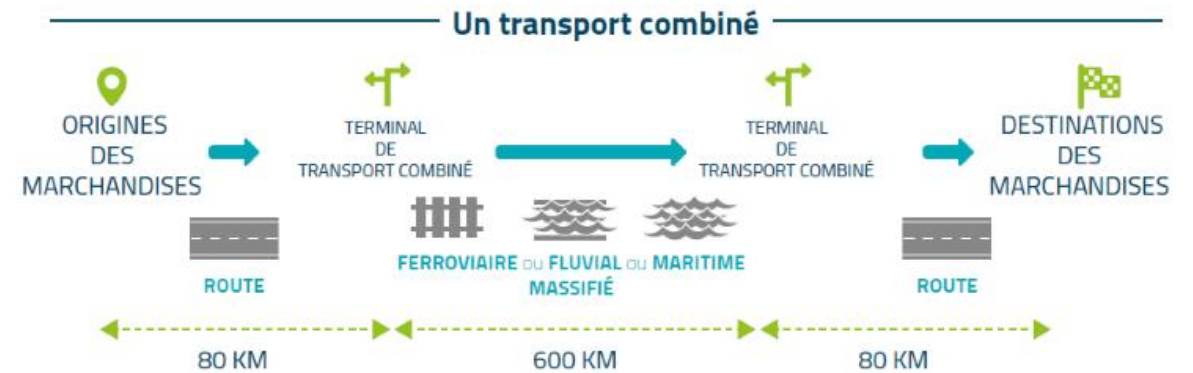 Un transport combiné
ORIGINES
DES
MARCHANDISES
TERMINAL
DE
TRANSPORT COMBINÉ
TERMINAL
DE
TRANSPORT COMBINÉ
DESTINATIONS
DES
MARCHANDISES
ROUTE
FERROVIAIRE ou FLUVIAL ou MARITIME
MASSIFIÉ
ROUTE
80 KM
600 KM
80 KM